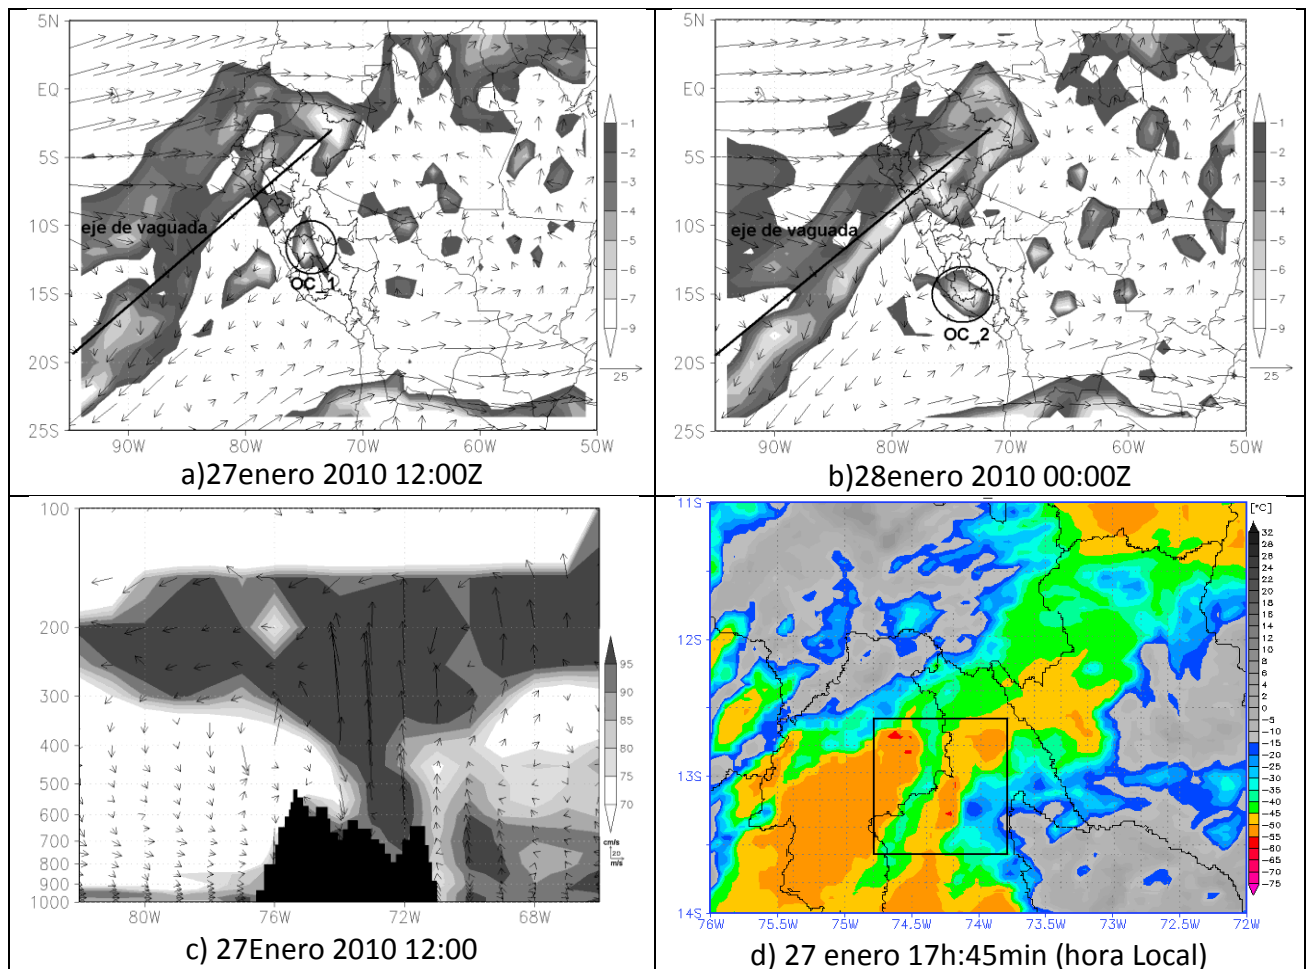 5N
EQ
5S
10S
15S
20S
25S
90W
80W
70W
60W
50W
eje de vaguada
OC_1
-1
-2
-3
-4
-5
-6
-7
-9
25
a)27enero 2010 12:00Z
5N
EQ
5S
10S
15S
20S
25S
90W
80W
70W
60W
50W
eje de vaguada
OC_2
-1
-2
-3
-4
-5
-6
-7
-9
25
b)28enero 2010 00:00Z
100
200
300
400
500
600
700
800
900
1000
80W
76W
72W
68W
95
90
85
80
75
70
cm/s
20
m/s
c) 27Enero 2010 12:00
11S
12S
13S
14S
76W
75.5W
75W
74.5W
74W
73.5W
73W
72.5W
72W
[°C]
32
28
26
24
22
20
18
16
14
12
10
8
6
4
2
0
-5
-10
-15
-20
-25
-30
-35
-40
-45
-50
-55
-60
-65
-70
-75
d) 27 enero 17h:45min (hora Local)